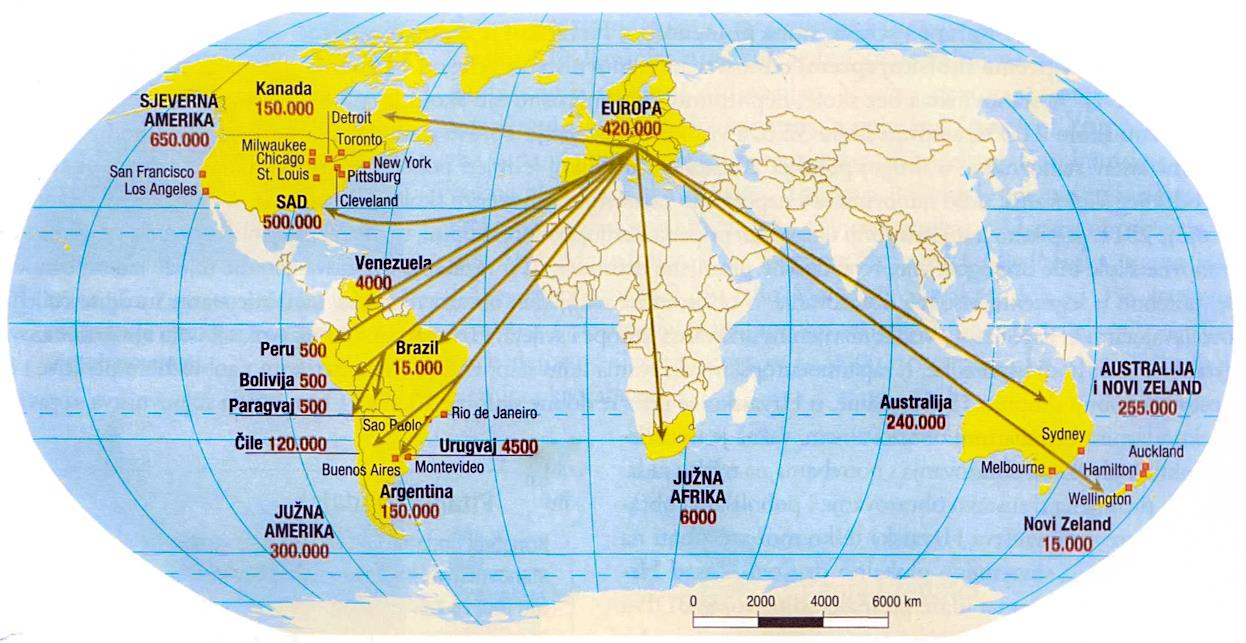 SJEVERNA
AMERIKA
650.000
Kanada
150.000
Detroit
Toronto
Milwaukee
Chicago
St. Louis
New York
Pittsburg
Cleveland
San Francisco
Los Angeles
SAD
500.000
EUROPA
420.000
Venezuela
4000
Peru 500
Brazil
15.000
Bolivija 500
Paragvaj 500
Rio de Janeiro
Sao Paolo
Čile 120.000
Urugvaj 4500
Buenos Aires
Montevideo
Argentina
150.000
JUŽNA
AMERIKA
300.000
JUŽNA
AFRIKA
6000
AUSTRALIJA
i NOVI ZELAND
255.000
Australija
240.000
Sydney
Melbourne
Auckland
Hamilton
Wellington
Novi Zeland
15.000
0 2000 4000 6000 km